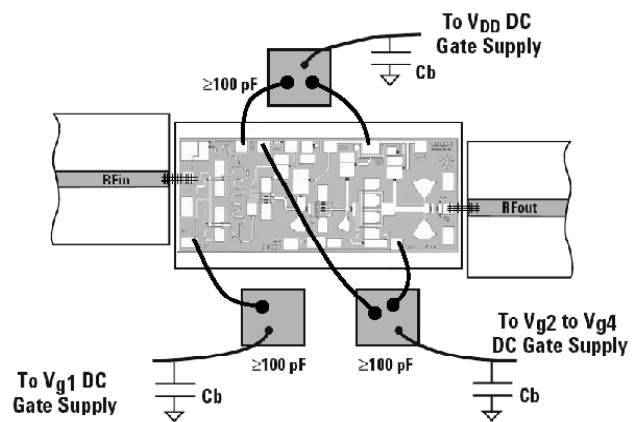 To VDD DC
Gate Supply
Cb
≥100 pF
RFin
RFout
To Vg2 to Vg4
DC Gate Supply
≥100 pF
≥100 pF
To Vg1 DC
Gate Supply
Cb
Cb